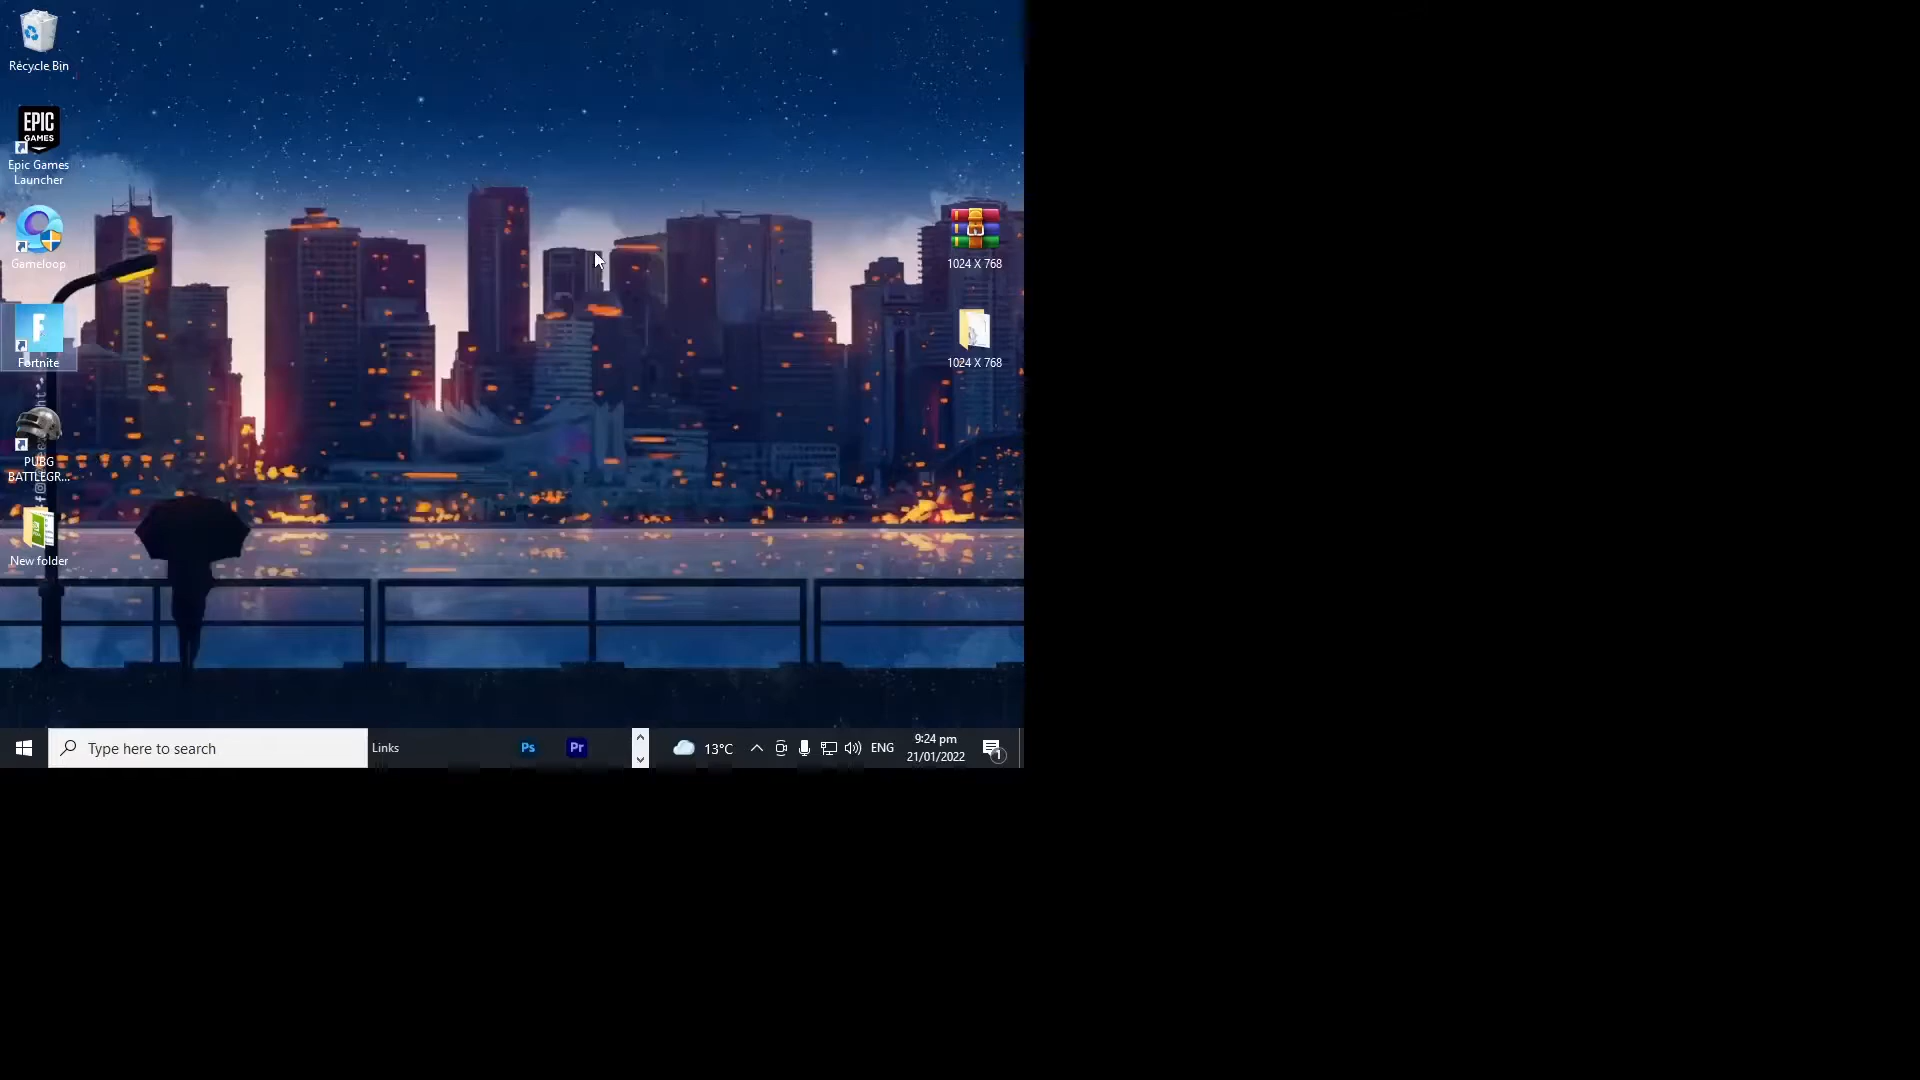 Recycle Bin
EPIC
GAMES
Epic Games
Launcher
Gameloop
Fortnite
PUBG
BATTLEGR...
New folder
1024 X 768
1024 X 768
Type here to search
Links
Ps
Pr
13°C
ENG
9:24 pm
21/01/2022
1